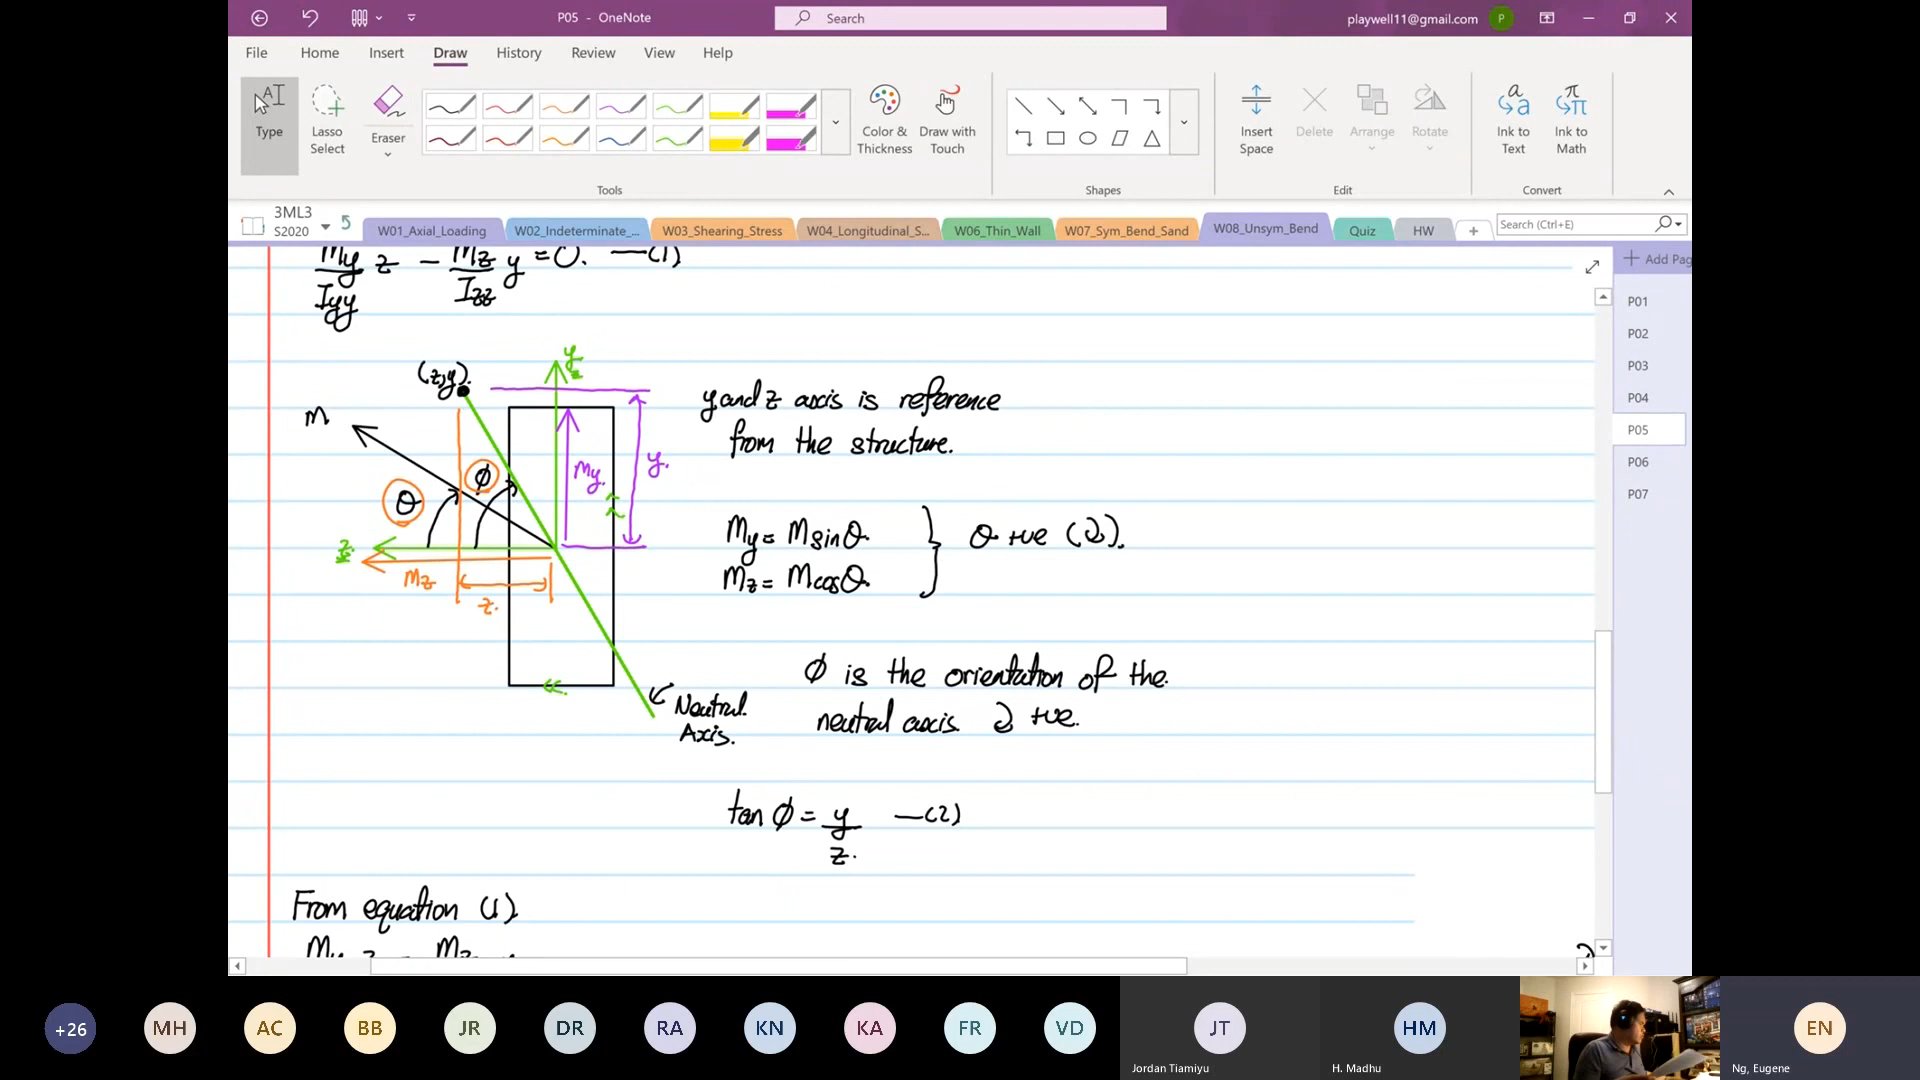 P05 - OneNote
Search
playwell11@gmail.com
P
File
Home
Insert
Draw
History
Review
View
Help
Type
Lasso
Select
Eraser
Color &
Thickness
Draw with
Touch
Insert
Space
Delete
Arrange
Rotate
Ink to
Text
Ink to
Math
Tools
Shapes
Edit
Convert
3ML3
S2020
W01_Axial_Loading
W02_Indeterminate_...
W03_Shearing_Stress
W04_Longitudinal_S...
W06_Thin_Wall
W07_Sym_Bend_Sand
W08_Unsym_Bend
Quiz
HW
Search (Ctrl+E)
Add Pag
P01
P02
P03
P04
P05
P06
P07
My/Iyy z - Mz/Izz y = 0. —(1)
(z,y)
y
M
θ
ϕ
My
y.
z
Mz
z.
Neutral
Axis.
y and z axis is reference
from the structure.
My = M sin θ
Mz = M cos θ
θ +ve (↻).
ϕ is the orientation of the
neutral axis ↻ +ve.
tan ϕ = y/z. —(2)
From equation (1)
+26
MH
AC
BB
JR
DR
RA
KN
KA
FR
VD
JT
Jordan Tiamiyu
HM
H. Madhu
EN
Ng, Eugene